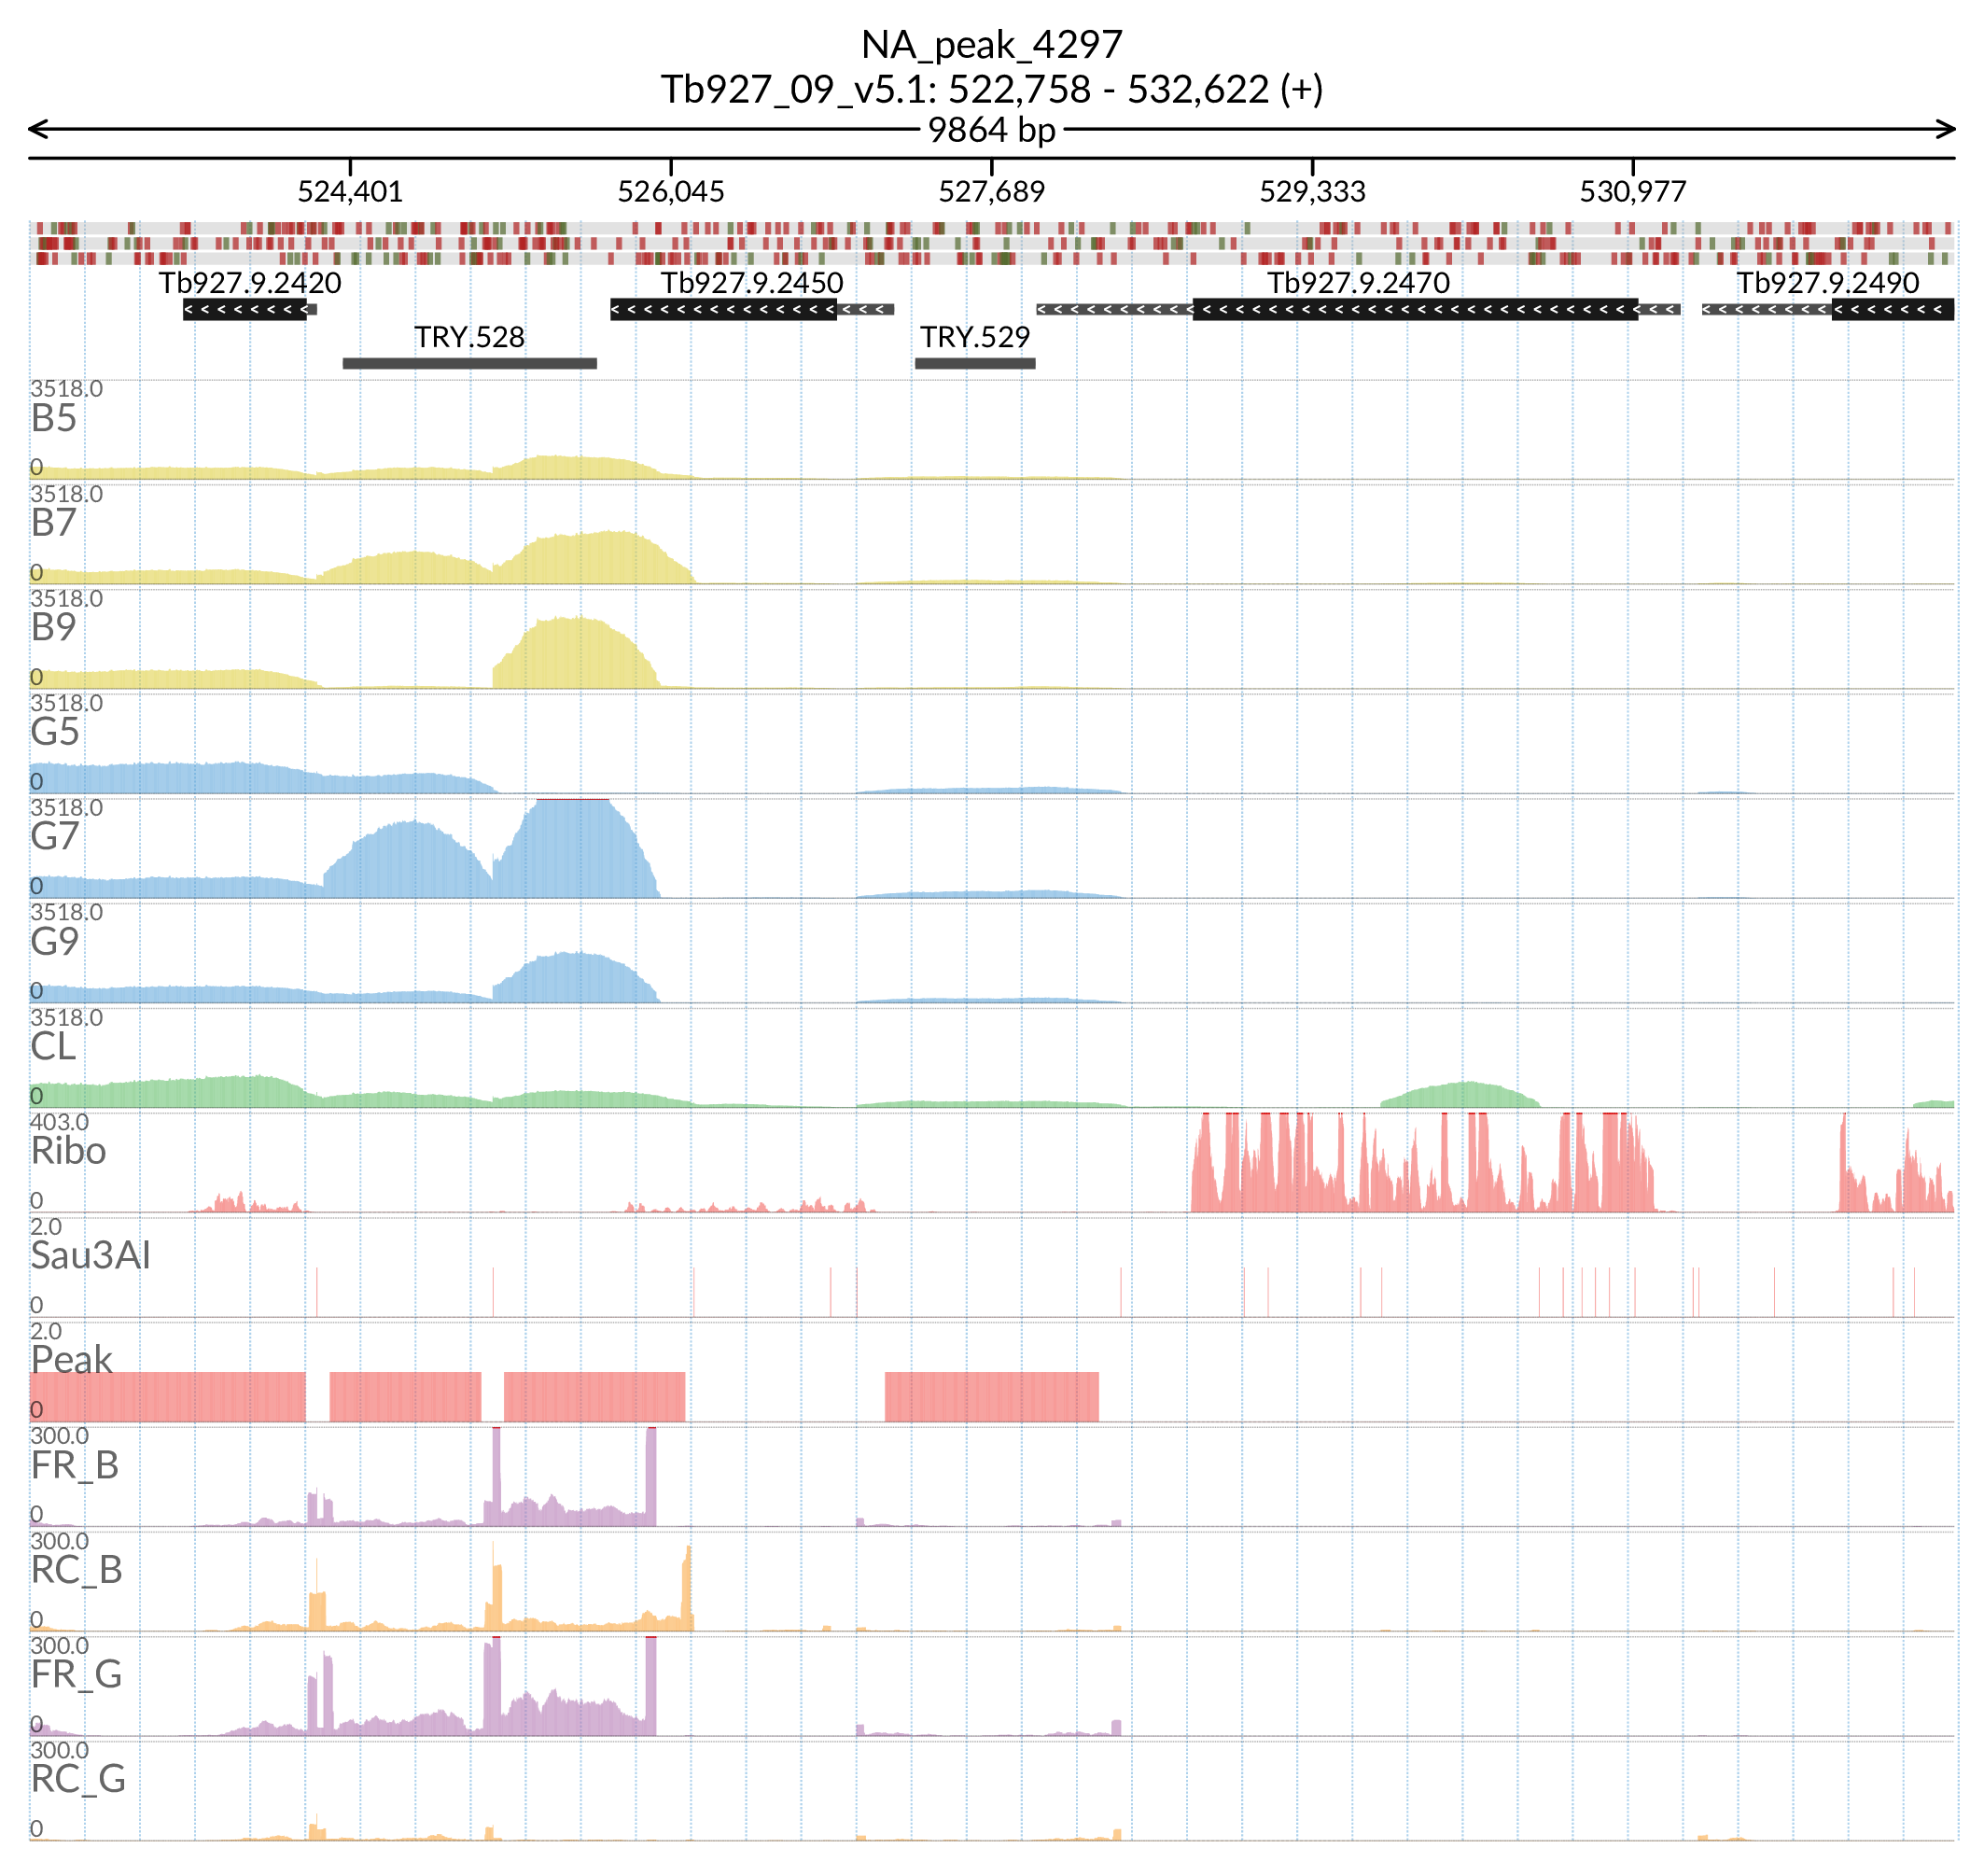 NA_peak_4297
Tb927_09_v5.1: 522,758 - 532,622 (+)
9864 bp
524,401 526,045 527,689 529,333 530,977
Tb927.9.2420 Tb927.9.2450 Tb927.9.2470 Tb927.9.2490
TRY.528 TRY.529
3518.0
B5
0
3518.0
B7
0
3518.0
B9
0
3518.0
G5
0
3518.0
G7
0
3518.0
G9
0
3518.0
CL
0
403.0
Ribo
0
2.0
Sau3AI
0
2.0
Peak
0
300.0
FR_B
0
300.0
RC_B
0
300.0
FR_G
0
300.0
RC_G
0